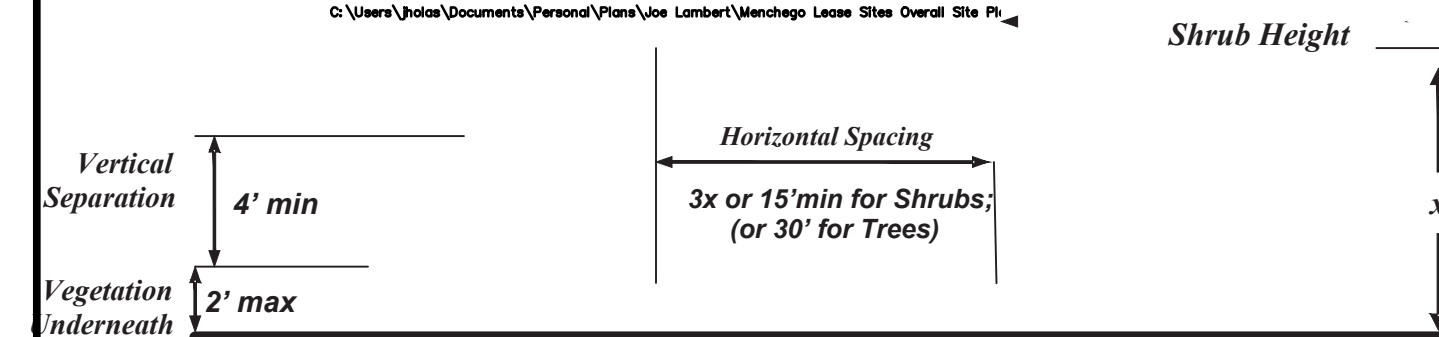 C:\Users\jholas\Documents\Personal\Plans\Joe Lambert\Menchego Lease Sites Overall Site
Shrub Height
Horizontal Spacing
Vertical
Separation
4' min
3x or 15'min for Shrubs;
(or 30' for Trees)
x
Vegetation
Underneath
2' max